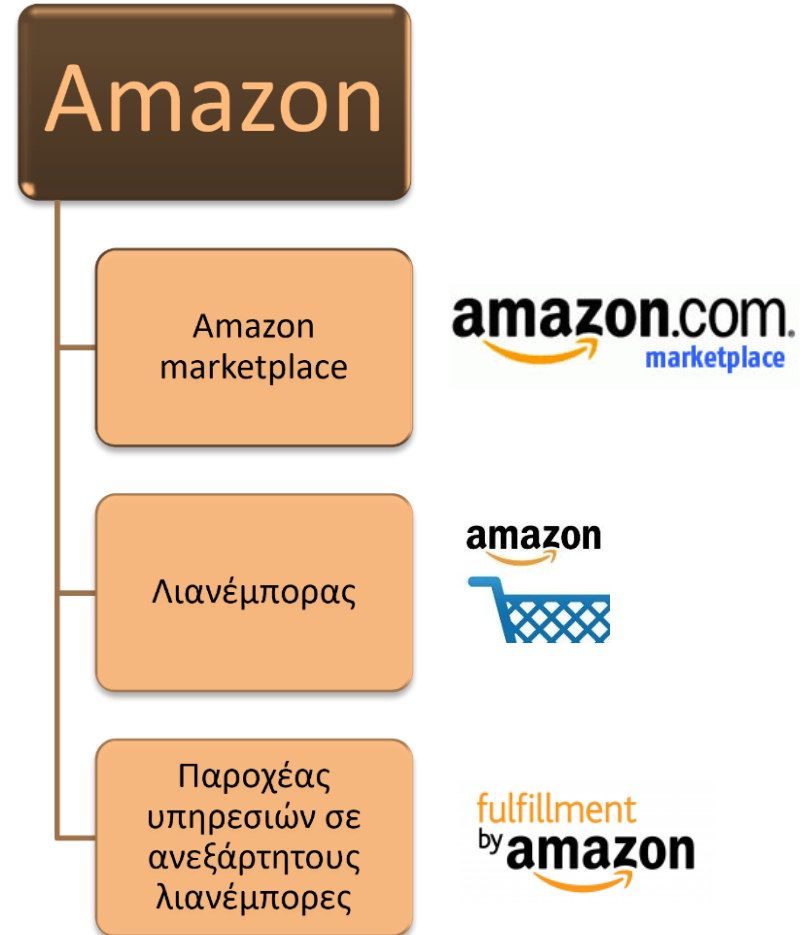 Amazon
Amazon
marketplace
amazon.com.
marketplace
Λιανέμπορας
amazon
Παροχέας
υπηρεσιών σε
ανεξάρτητους
λιανέμπορες
fulfillment
by amazon